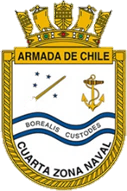 ARMADA DE CHILE
BOREALIS CUSTODES
CUARTA ZONA NAVAL